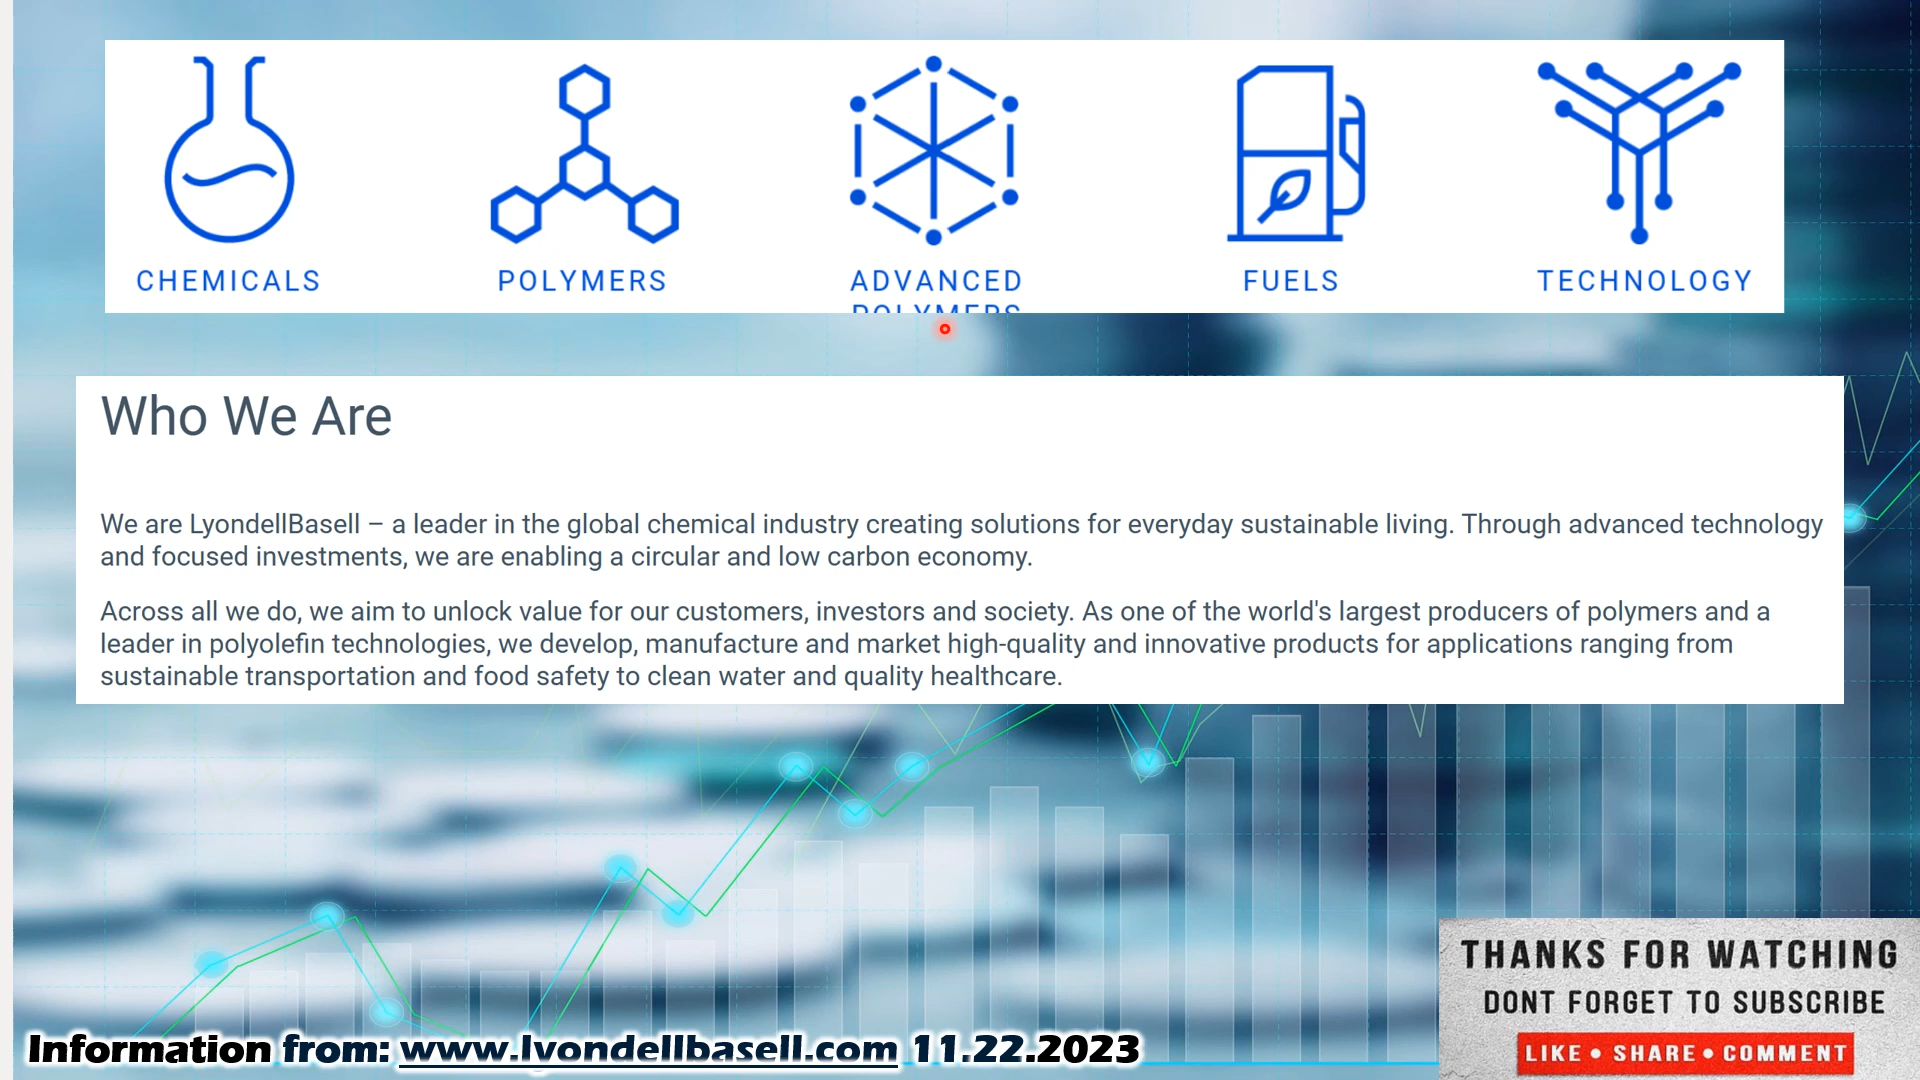 CHEMICALS
POLYMERS
ADVANCED
POLYMERS
FUELS
TECHNOLOGY
Who We Are
We are LyondellBasell – a leader in the global chemical industry creating solutions for everyday sustainable living. Through advanced technology
and focused investments, we are enabling a circular and low carbon economy.
Across all we do, we aim to unlock value for our customers, investors and society. As one of the world's largest producers of polymers and a
leader in polyolefin technologies, we develop, manufacture and market high-quality and innovative products for applications ranging from
sustainable transportation and food safety to clean water and quality healthcare.
THANKS FOR WATCHING
DONT FORGET TO SUBSCRIBE
LIKE • SHARE • COMMENT
Information from: www.lyondellbasell.com 11.22.2023